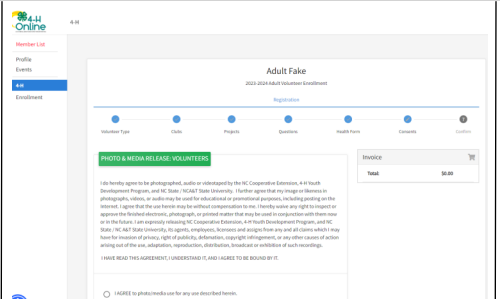 4-H
Online
4-H
Member List
Profile
Events
4-H
Enrollment
Adult Fake
2023-2024 Adult Volunteer Enrollment
Registration
Volunteer Type
Clubs
Projects
Questions
Health Form
Consents
7
Confirm
PHOTO & MEDIA RELEASE: VOLUNTEERS
Invoice
Total $0.00
I do hereby agree to be photographed, audio or videotaped by the NC Cooperative Extension, 4-H Youth
Development Program, and NC State / NCA&T State University. I further agree that my image or likeness in
photographs, videos, or audio may be used for educational or promotional purposes, including posting on the
internet. I agree that the use herein may be without compensation to me. I hereby waive any right to inspect or
approve the finished electronic, photograph, or printed matter that may be used in conjunction with them now
or in the future. I am expressly releasing NC Cooperative Extension, 4-H Youth Development Program, and NC
State / NC A&T State University, its agents, employees, licensees and assigns from any and all claims which I may
have for invasion of privacy, right of publicity, defamation, copyright infringement, or any other causes of action
arising out of the use, adaptation, reproduction, distribution, broadcast or exhibition of such recordings.
I HAVE READ THIS AGREEMENT, I UNDERSTAND IT, AND I AGREE TO BE BOUND BY IT.
I AGREE to photo/media use for any use described herein.